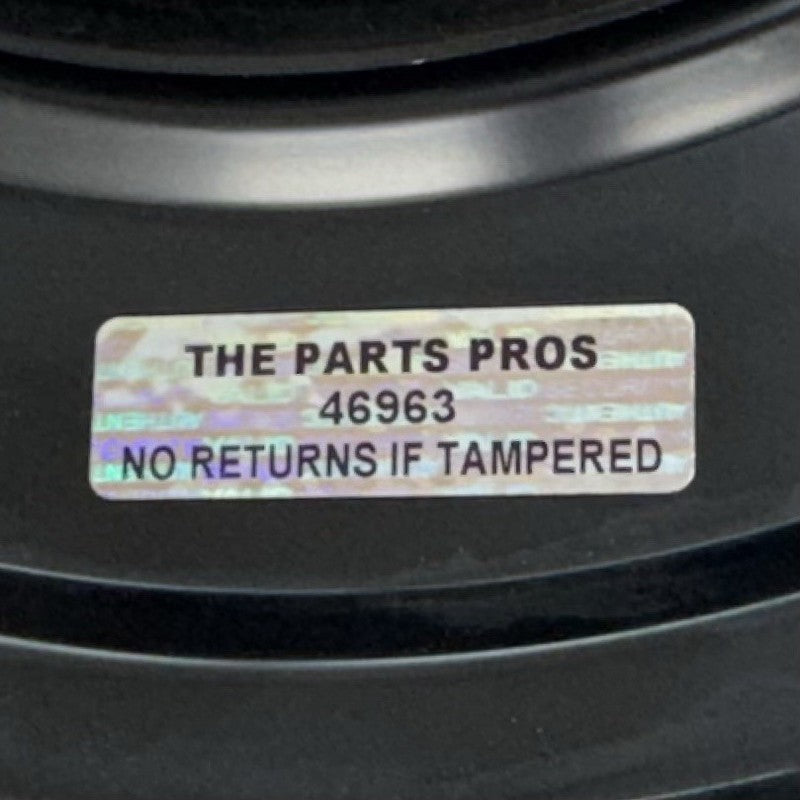 THE PARTS PROS
46963
NO RETURNS IF TAMPERED